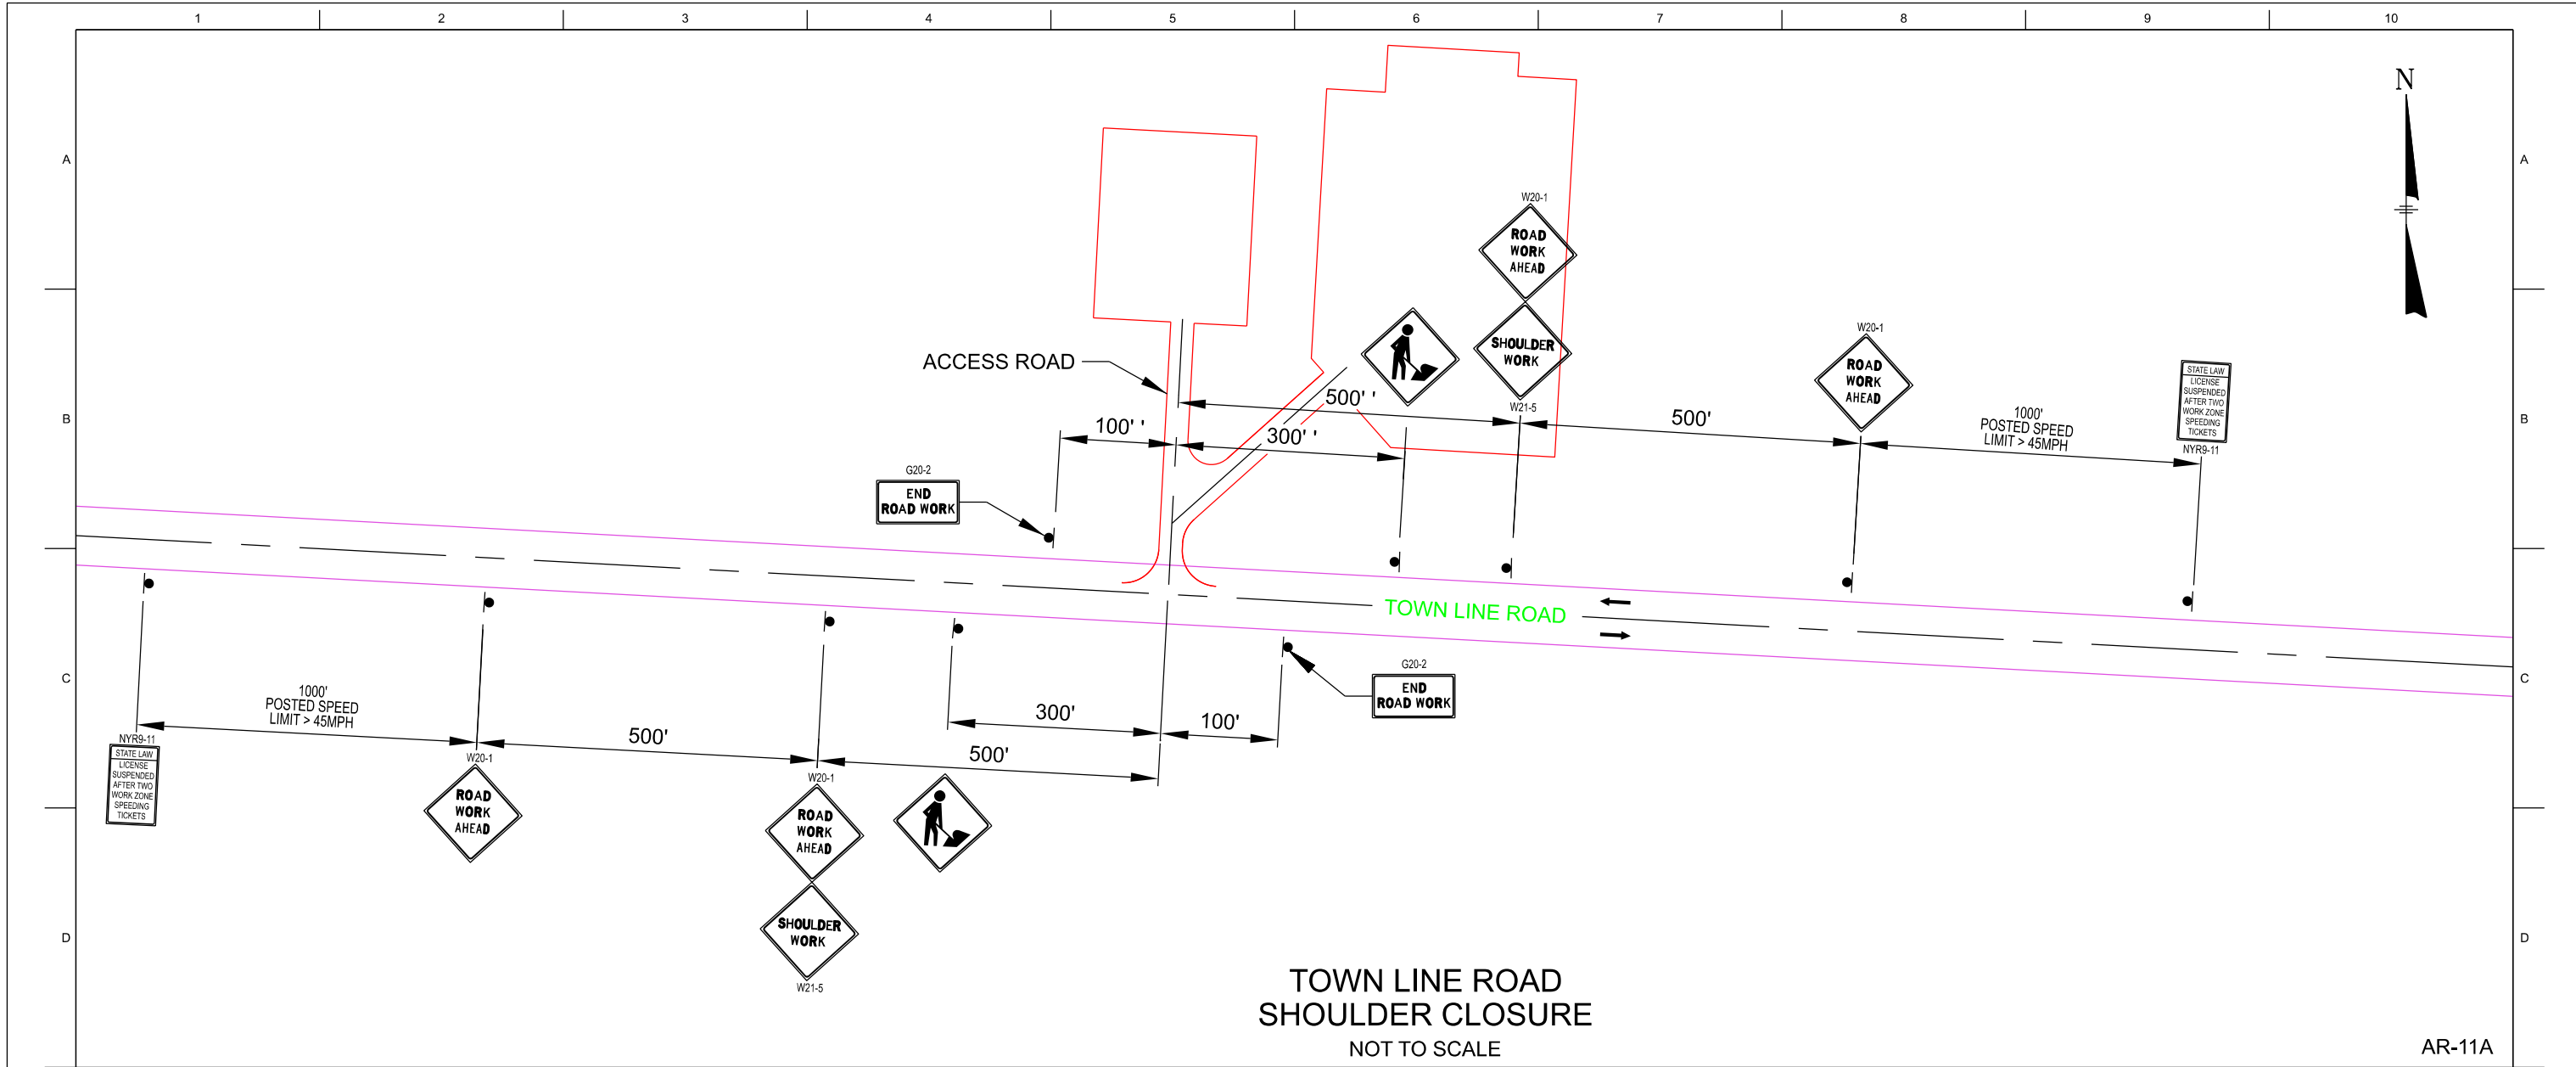 1 2 3 4 5 6 7 8 9 10
N
A
A
W20-1
ROAD
WORK
AHEAD
SHOULDER
WORK
W21-5
W20-1
ROAD
WORK
AHEAD
STATE LAW
LICENSE
SUSPENDED
AFTER TWO
WORK ZONE
SPEEDING
TICKETS
NYR9-11
ACCESS ROAD
B
B
500' '
500'
1000'
POSTED SPEED
LIMIT > 45MPH
100' '
300' '
G20-2
END
ROAD WORK
TOWN LINE ROAD
C
C
G20-2
END
ROAD WORK
1000'
POSTED SPEED
LIMIT > 45MPH
500'
300'
100'
500'
NYR9-11
STATE LAW
LICENSE
SUSPENDED
AFTER TWO
WORK ZONE
SPEEDING
TICKETS
W20-1
ROAD
WORK
AHEAD
W20-1
ROAD
WORK
AHEAD
SHOULDER
WORK
W21-5
D
D
TOWN LINE ROAD
SHOULDER CLOSURE
NOT TO SCALE
AR-11A